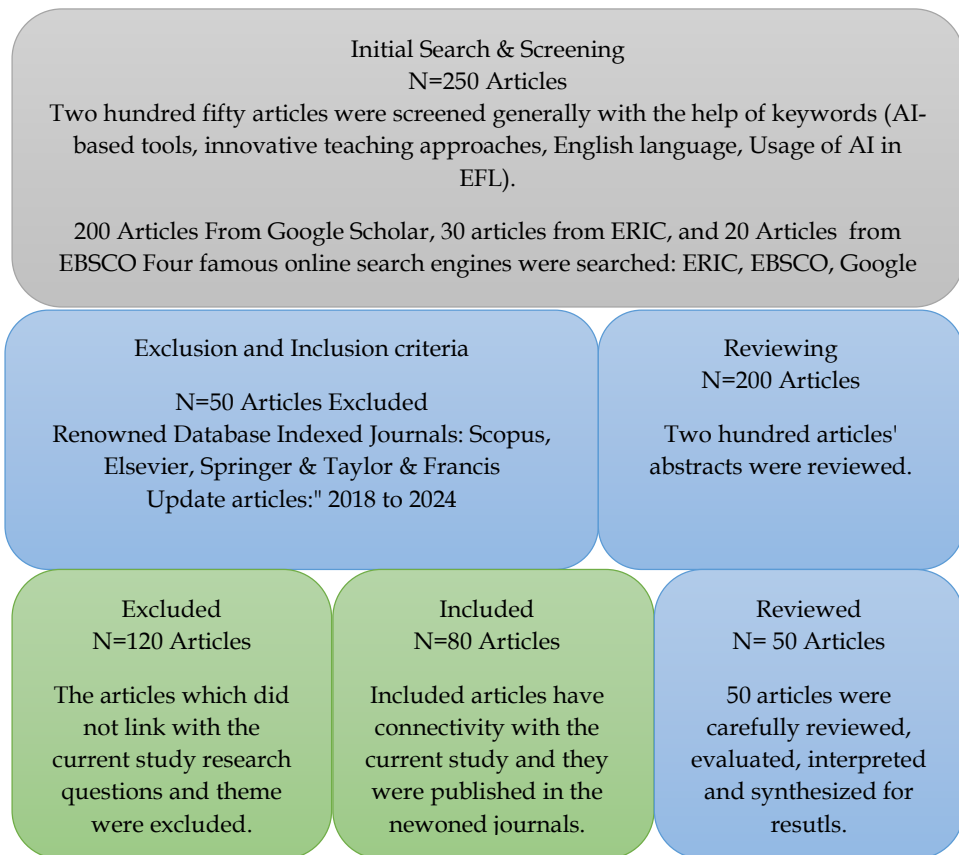 Initial Search & Screening
N=250 Articles
Two hundred fifty articles were screened generally with the help of keywords (AI-
based tools, innovative teaching approaches, English language, Usage of AI in
EFL).
200 Articles From Google Scholar, 30 articles from ERIC, and 20 Articles from
EBSCO Four famous online search engines were searched: ERIC, EBSCO, Google
Exclusion and Inclusion criteria
N=50 Articles Excluded
Renowned Database Indexed Journals: Scopus,
Elsevier, Springer & Taylor & Francis
Update articles:" 2018 to 2024
Reviewing
N=200 Articles
Two hundred articles'
abstracts were reviewed.
Excluded
N=120 Articles
The articles which did
not link with the
current study research
questions and theme
were excluded.
Included
N=80 Articles
Included articles have
connectivity with the
current study and they
were published in the
newoned journals.
Reviewed
N= 50 Articles
50 articles were
carefully reviewed,
evaluated, interpreted
and synthesized for
resutls.